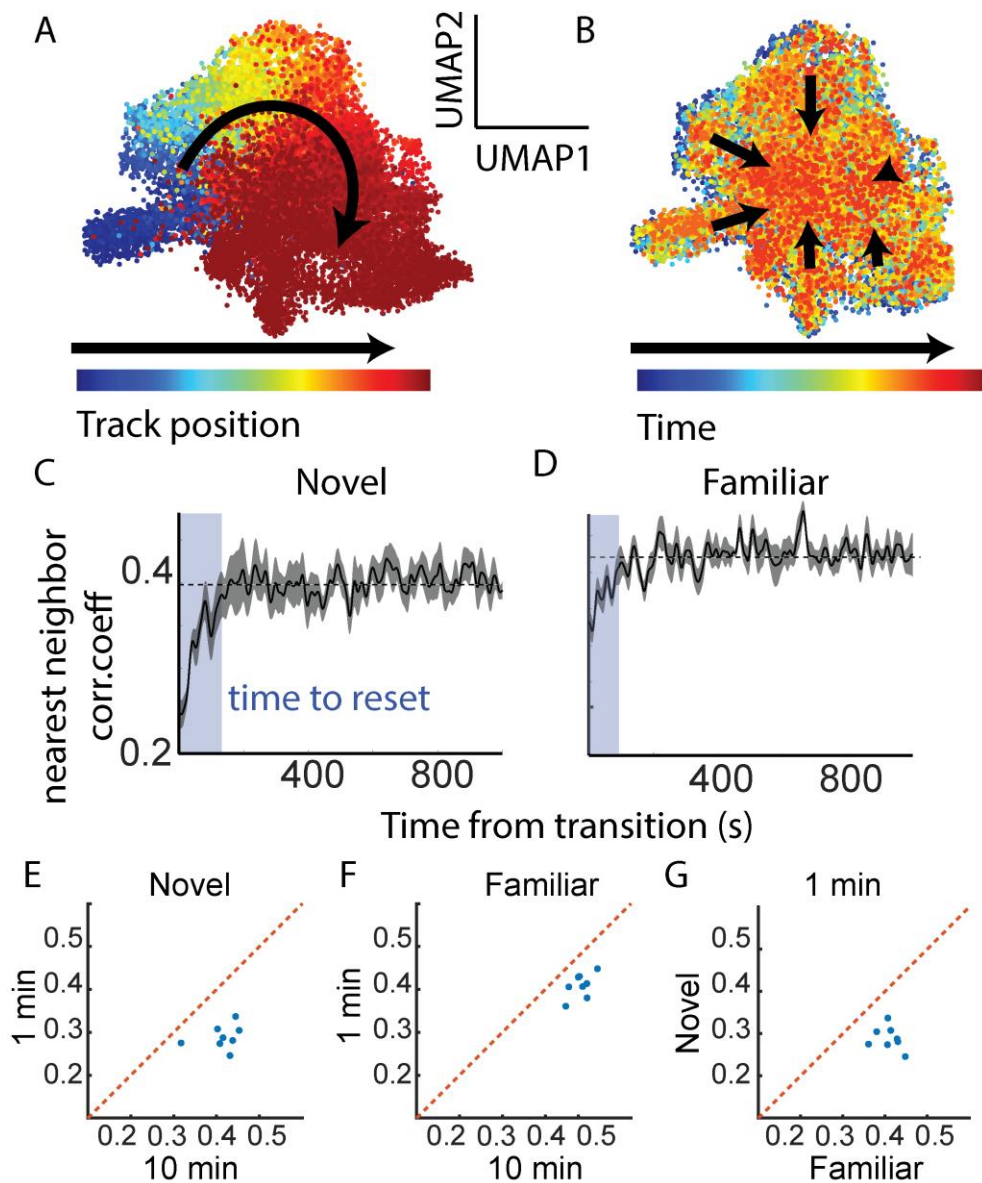 A
UMAP2
UMAP1
B
Track position
Time
C
Novel
D
Familiar
nearest neighbor
corr.coeff
0.4
0.2
time to reset
400
800
400
800
Time from transition (s)
E
Novel
1 min
0.5
0.4
0.3
0.2
0.2 0.3 0.4 0.5
10 min
F
Familiar
1 min
0.5
0.4
0.3
0.2
0.2 0.3 0.4 0.5
10 min
G
1 min
Novel
0.5
0.4
0.3
0.2
0.2 0.3 0.4 0.5
Familiar